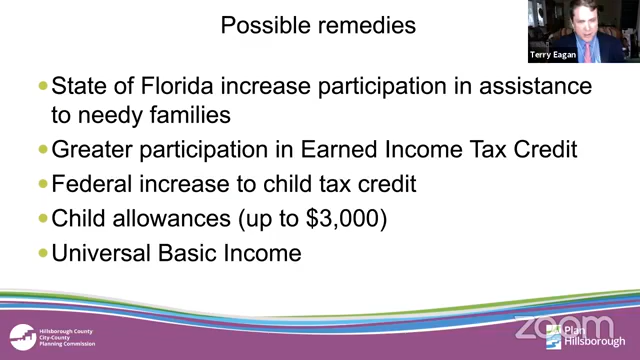 Possible remedies
Terry Eagan
State of Florida increase participation in assistance
to needy families
Greater participation in Earned Income Tax Credit
Federal increase to child tax credit
Child allowances (up to $3,000)
Universal Basic Income
Hillsborough County
City-County
Planning Commission
zoom
Plan
Hillsborough